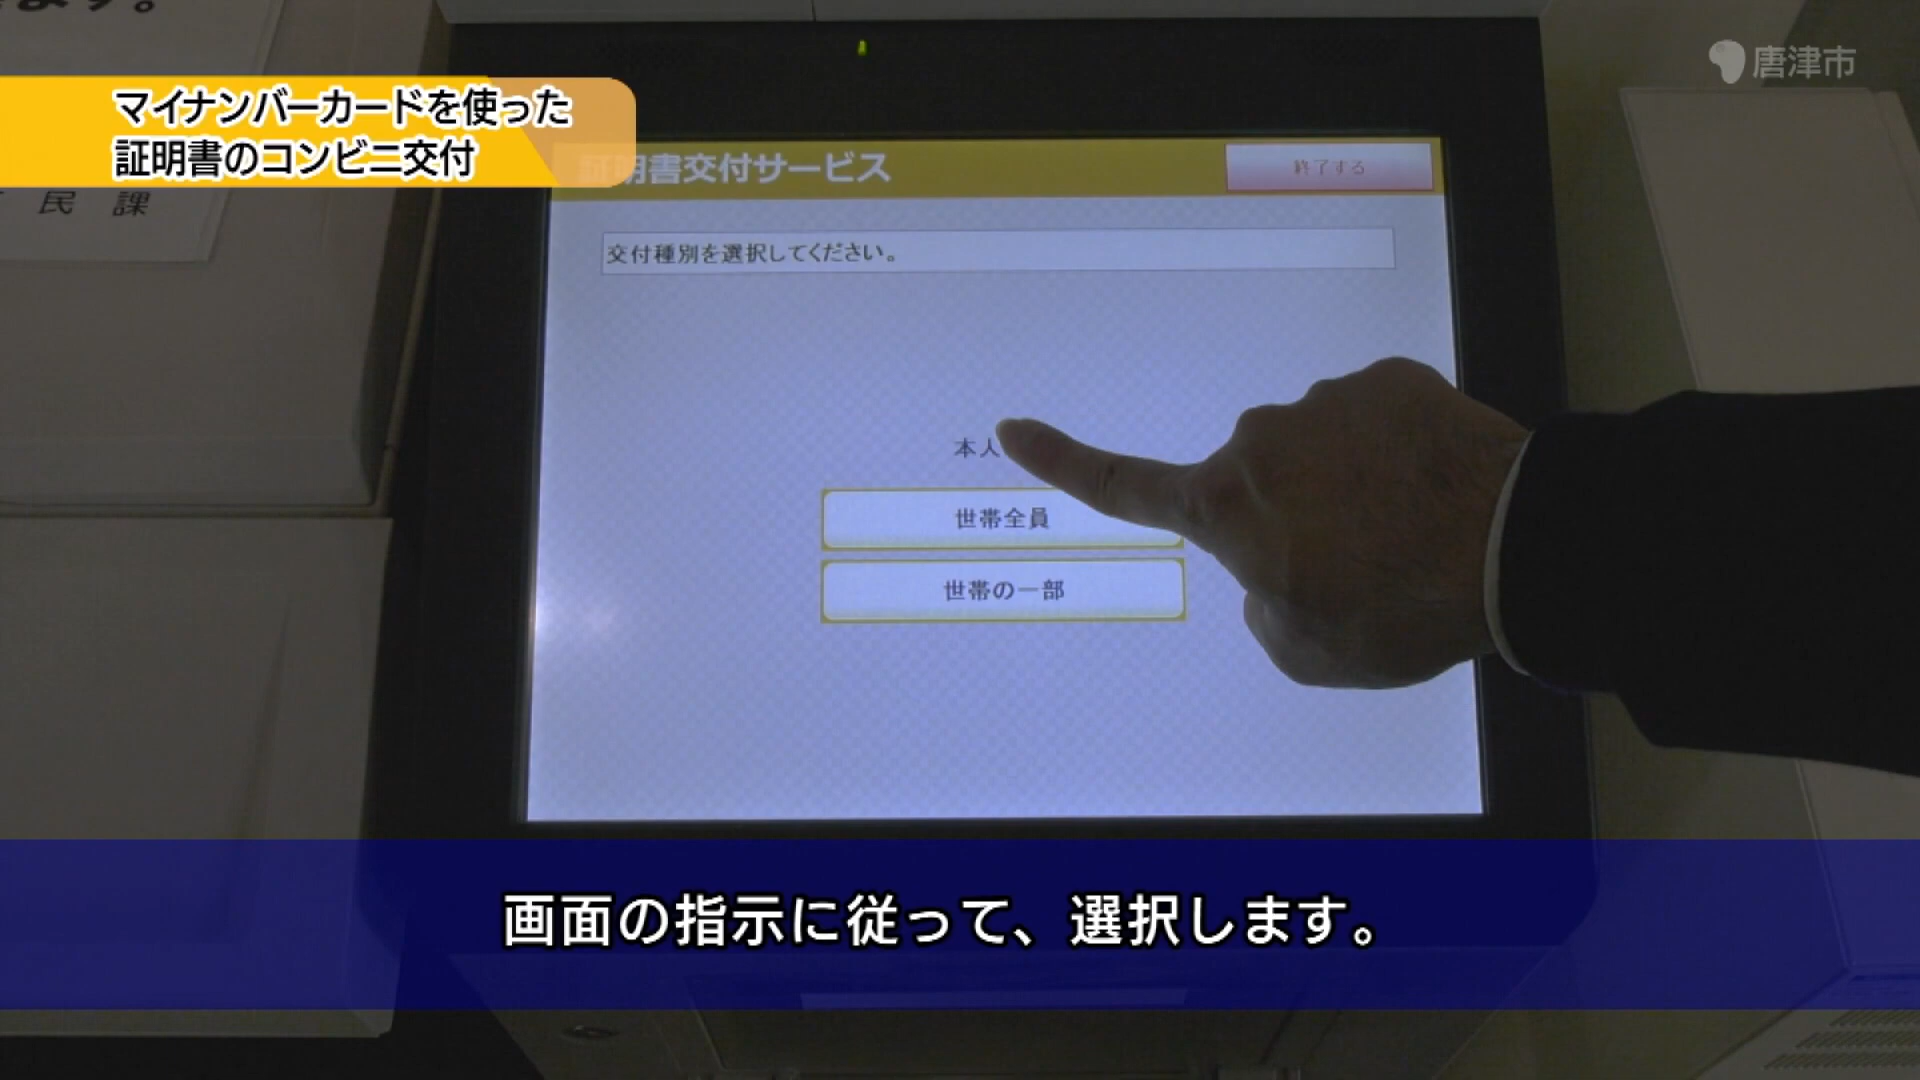 ます。
唐津市
マイナンバーカードを使った
証明書のコンビニ交付
民課
証明書交付サービス
終了する
交付種別を選択してください。
本人
世帯全員
世帯の一部
画面の指示に従って、選択します。